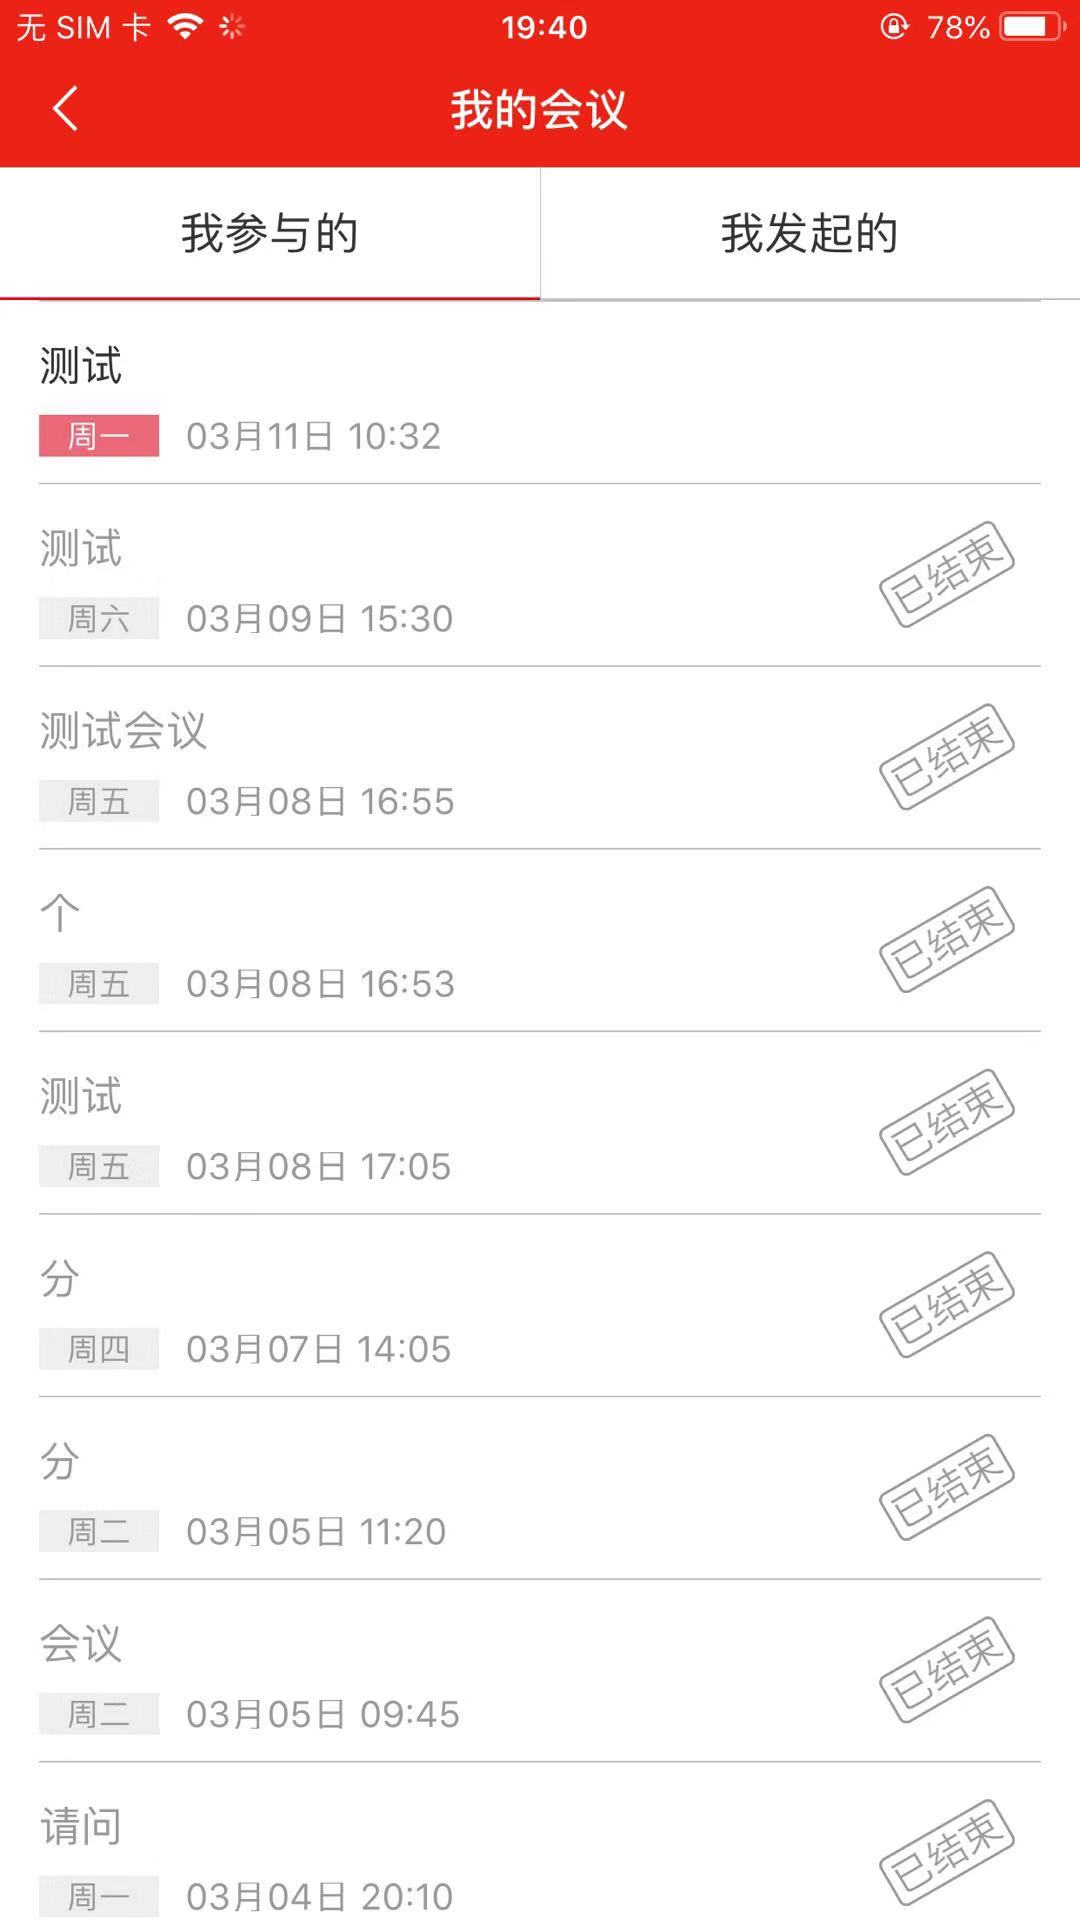 无 SIM 卡 19:40 78%
我的会议
我参与的 我发起的
测试
周一 03月11日 10:32
测试
已结束
周六 03月09日 15:30
测试会议
已结束
周五 03月08日 16:55
个
已结束
周五 03月08日 16:53
测试
已结束
周五 03月08日 17:05
分
已结束
周四 03月07日 14:05
分
已结束
周二 03月05日 11:20
会议
已结束
周二 03月05日 09:45
请问
已结束
周一 03月04日 20:10